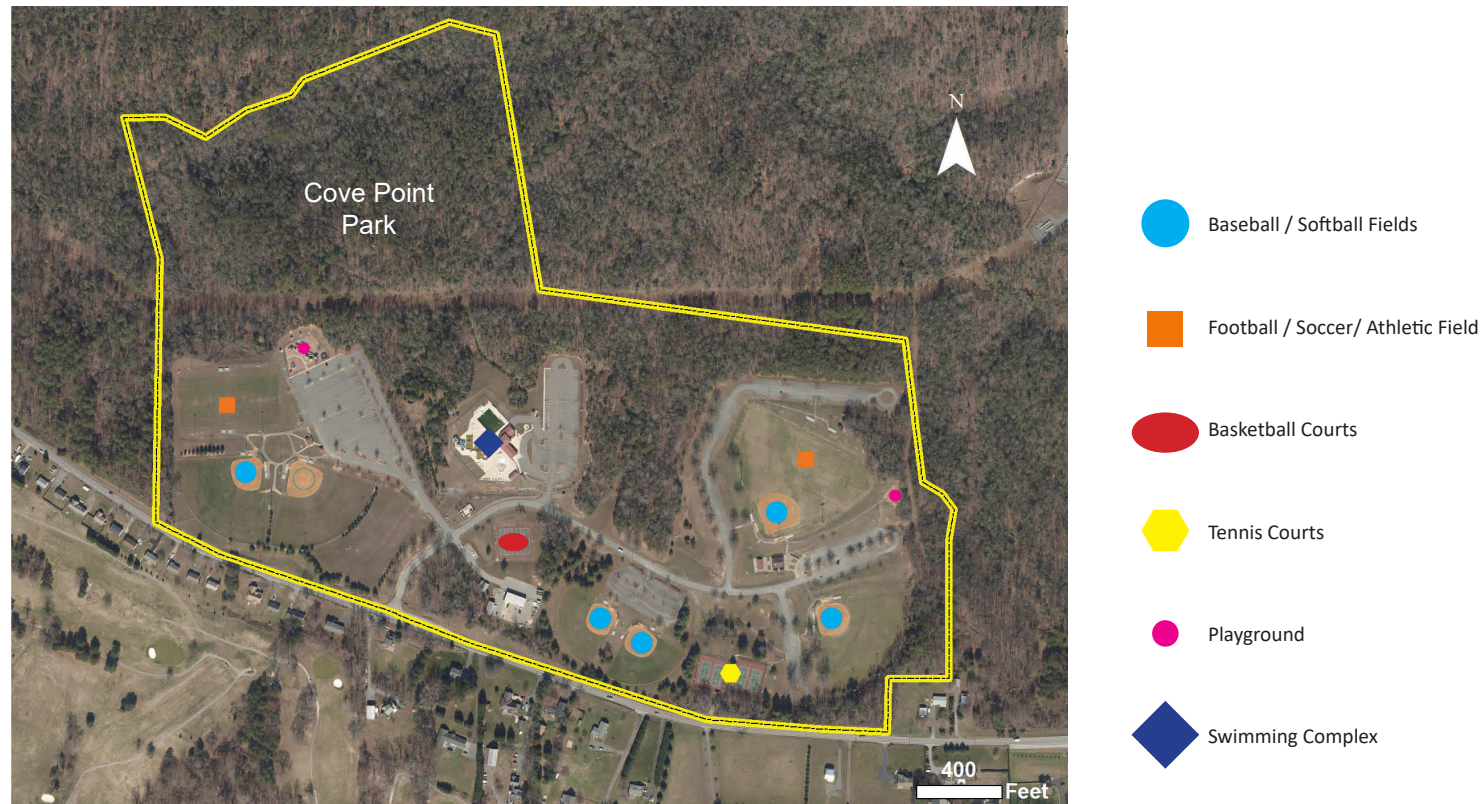 N
Cove Point
Park
400
Feet
Baseball / Softball Fields
Football / Soccer/ Athletic Field
Basketball Courts
Tennis Courts
Playground
Swimming Complex